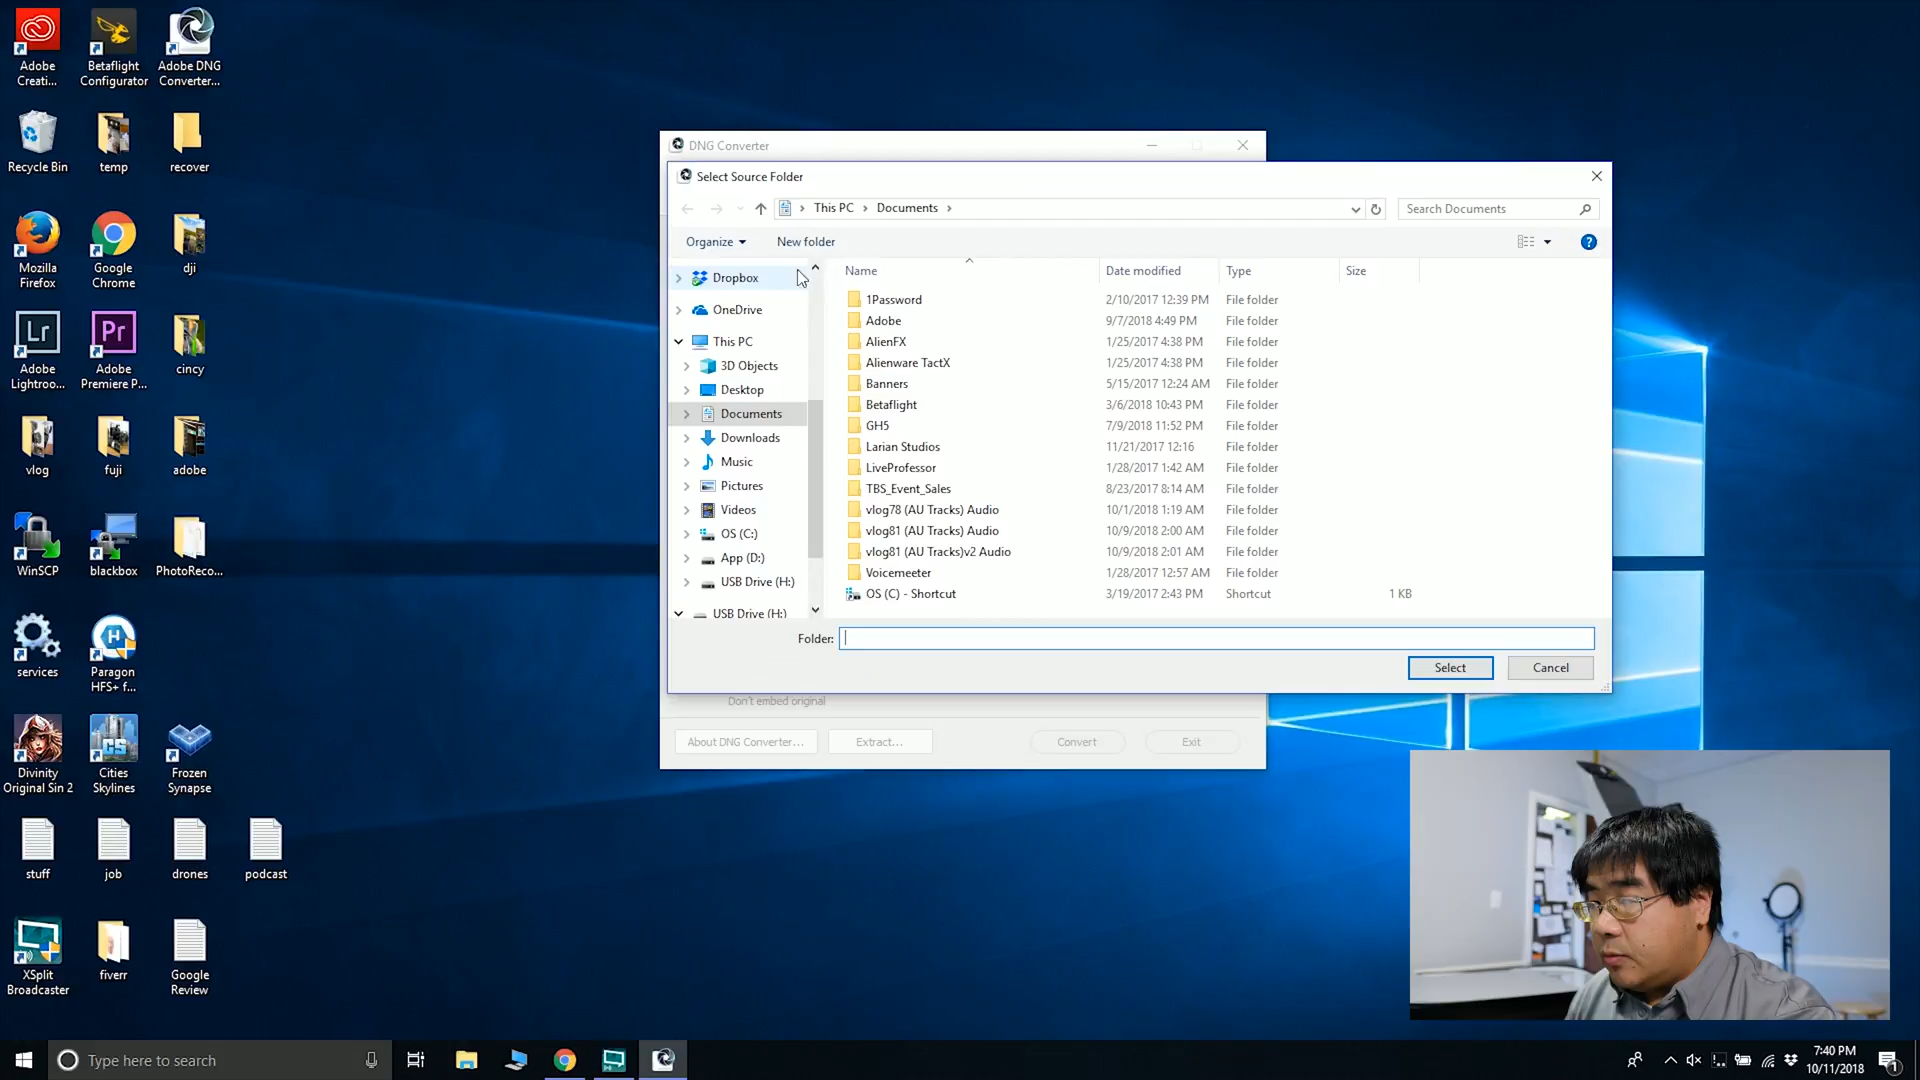 Adobe Creati...
Betaflight Configurator
Adobe DNG Converter...
Recycle Bin
temp
recover
Mozilla Firefox
Google Chrome
dji
Lr
Adobe Lightroo...
Pr
Adobe Premiere P...
cincy
vlog
fuji
adobe
WinSCP
blackbox
PhotoReco...
services
Paragon HFS+ f...
Divinity Original Sin 2
CS
Cities Skylines
Frozen Synapse
stuff
job
drones
podcast
XSplit Broadcaster
fiverr
Google Review
DNG Converter
Select Source Folder
This PC > Documents >
Search Documents
Organize
New folder
Dropbox
OneDrive
This PC
3D Objects
Desktop
Documents
Downloads
Music
Pictures
Videos
OS (C:)
App (D:)
USB Drive (H:)
USB Drive (H:)
Name Date modified Type Size
1Password 2/10/2017 12:39 PM File folder
Adobe 9/7/2018 4:49 PM File folder
AlienFX 1/25/2017 4:38 PM File folder
Alienware TactX 1/25/2017 4:38 PM File folder
Banners 5/15/2017 12:24 AM File folder
Betaflight 3/6/2018 10:43 PM File folder
GH5 7/9/2018 11:52 PM File folder
Larian Studios 11/21/2017 12:16 File folder
LiveProfessor 1/28/2017 1:42 AM File folder
TBS_Event_Sales 8/23/2017 8:14 AM File folder
vlog78 (AU Tracks) Audio 10/1/2018 1:19 AM File folder
vlog81 (AU Tracks) Audio 10/9/2018 2:00 AM File folder
vlog81 (AU Tracks)v2 Audio 10/9/2018 2:01 AM File folder
Voicemeeter 1/28/2017 12:57 AM File folder
OS (C) - Shortcut 3/19/2017 2:43 PM Shortcut 1 KB
Folder:
Select
Cancel
Don't embed original
About DNG Converter...
Extract...
Convert
Exit
Type here to search
7:40 PM
10/11/2018
1